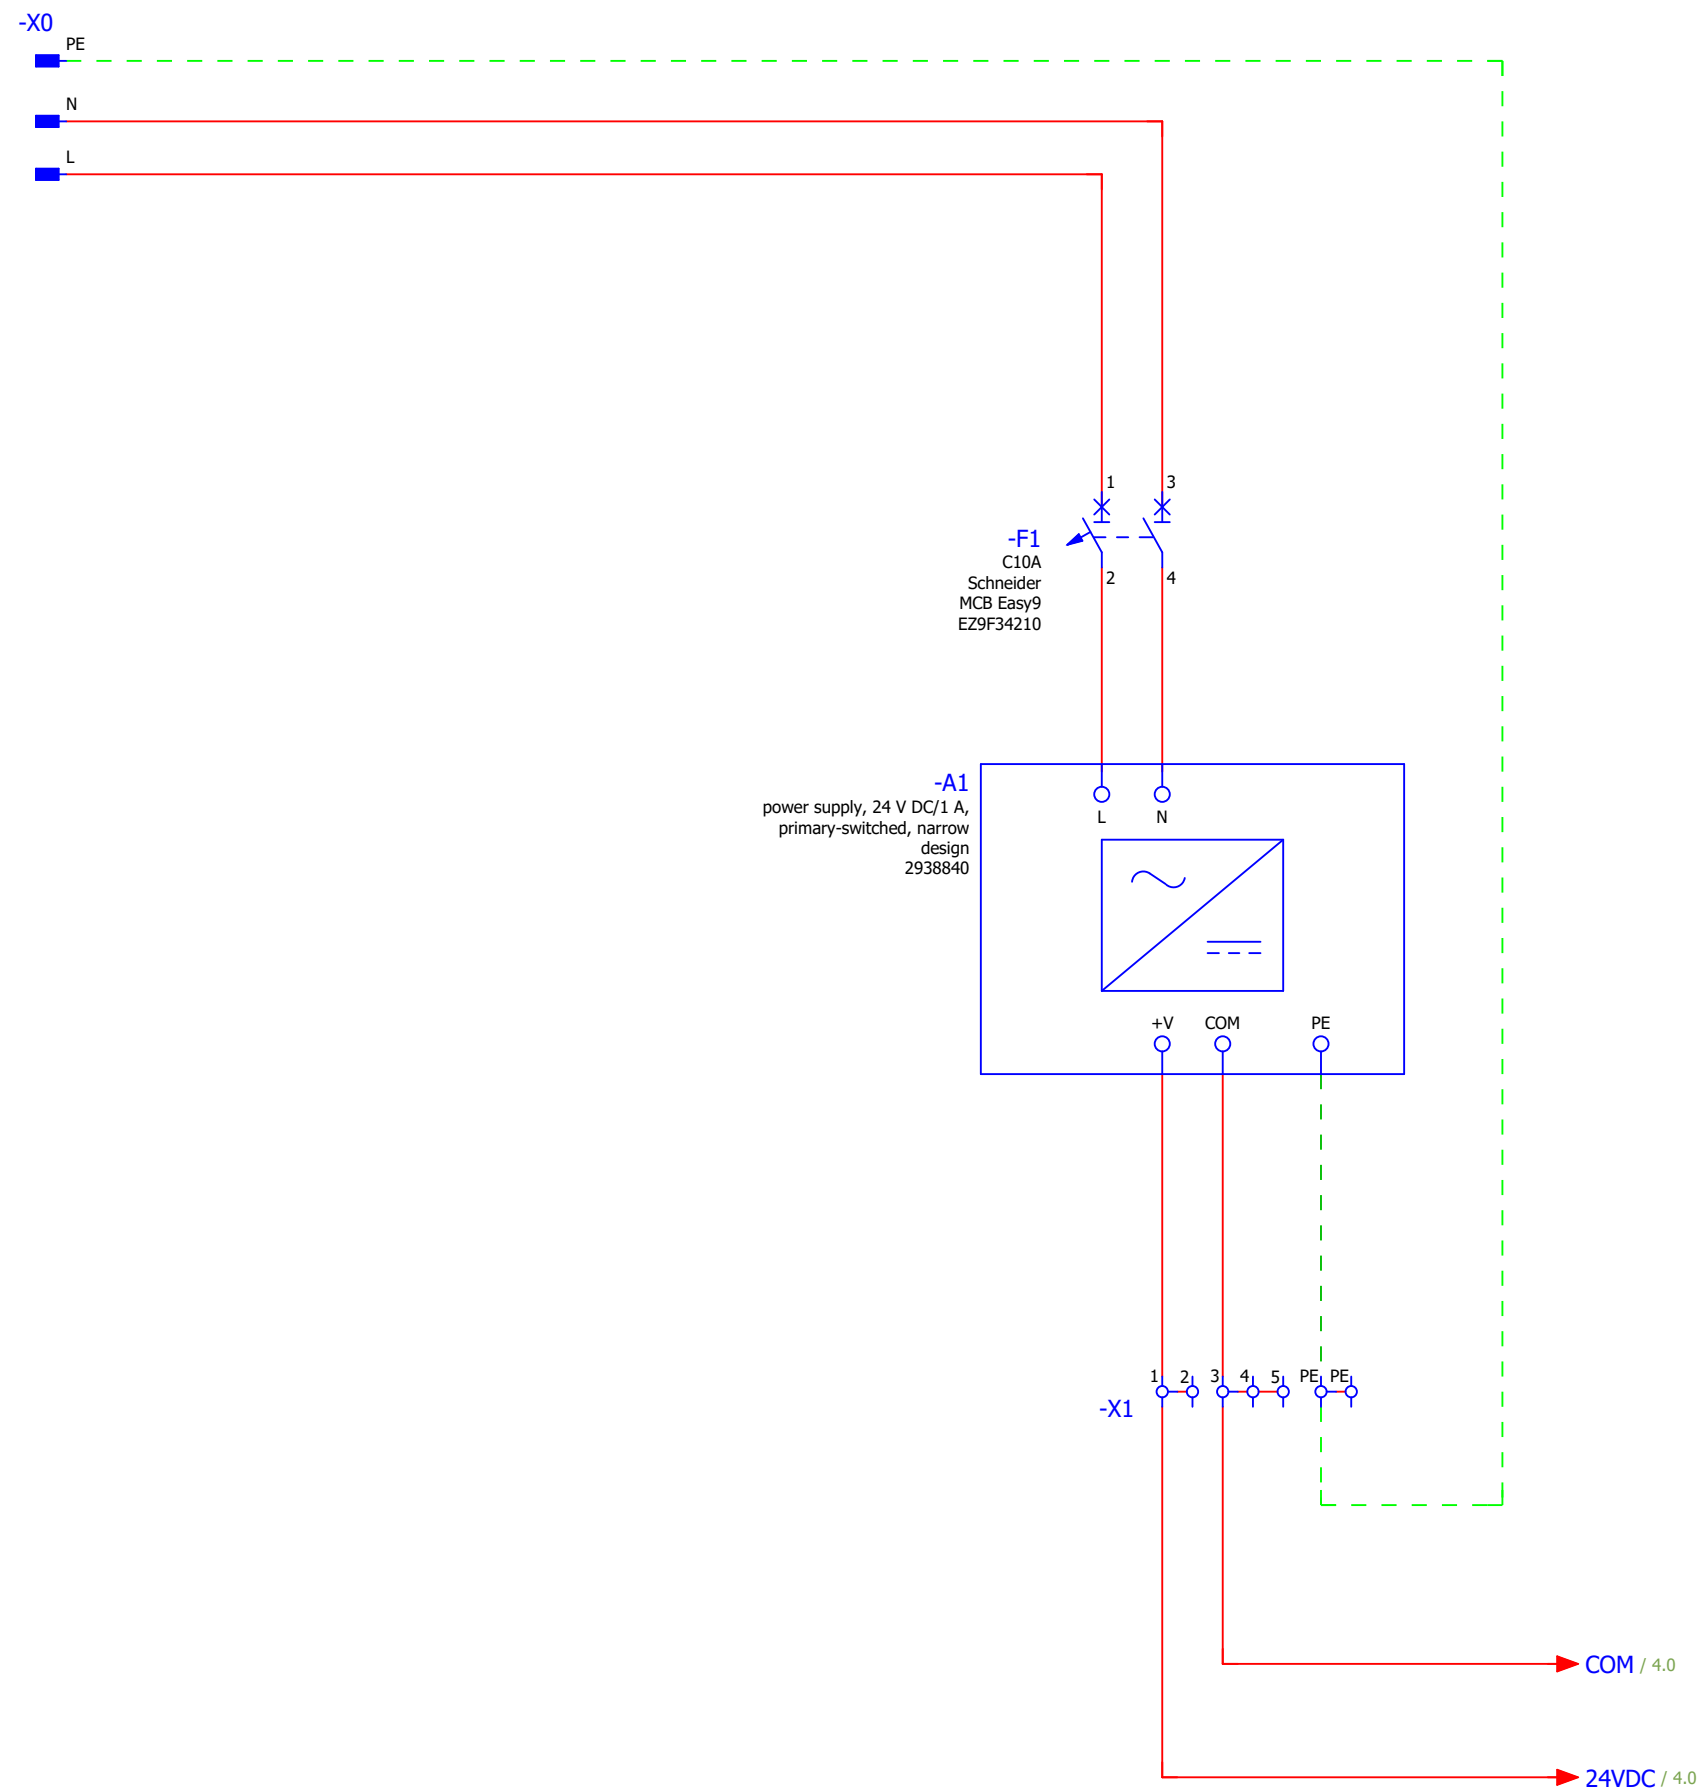 -X0
PE
N
L
1 3
-F1
C10A
Schneider
MCB Easy9
EZ9F34210
2 4
-A1
power supply, 24 V DC/1 A,
primary-switched, narrow
design
2938840
L N
+V COM PE
1 2 3 4 5 PE PE
-X1
COM / 4.0
24VDC / 4.0